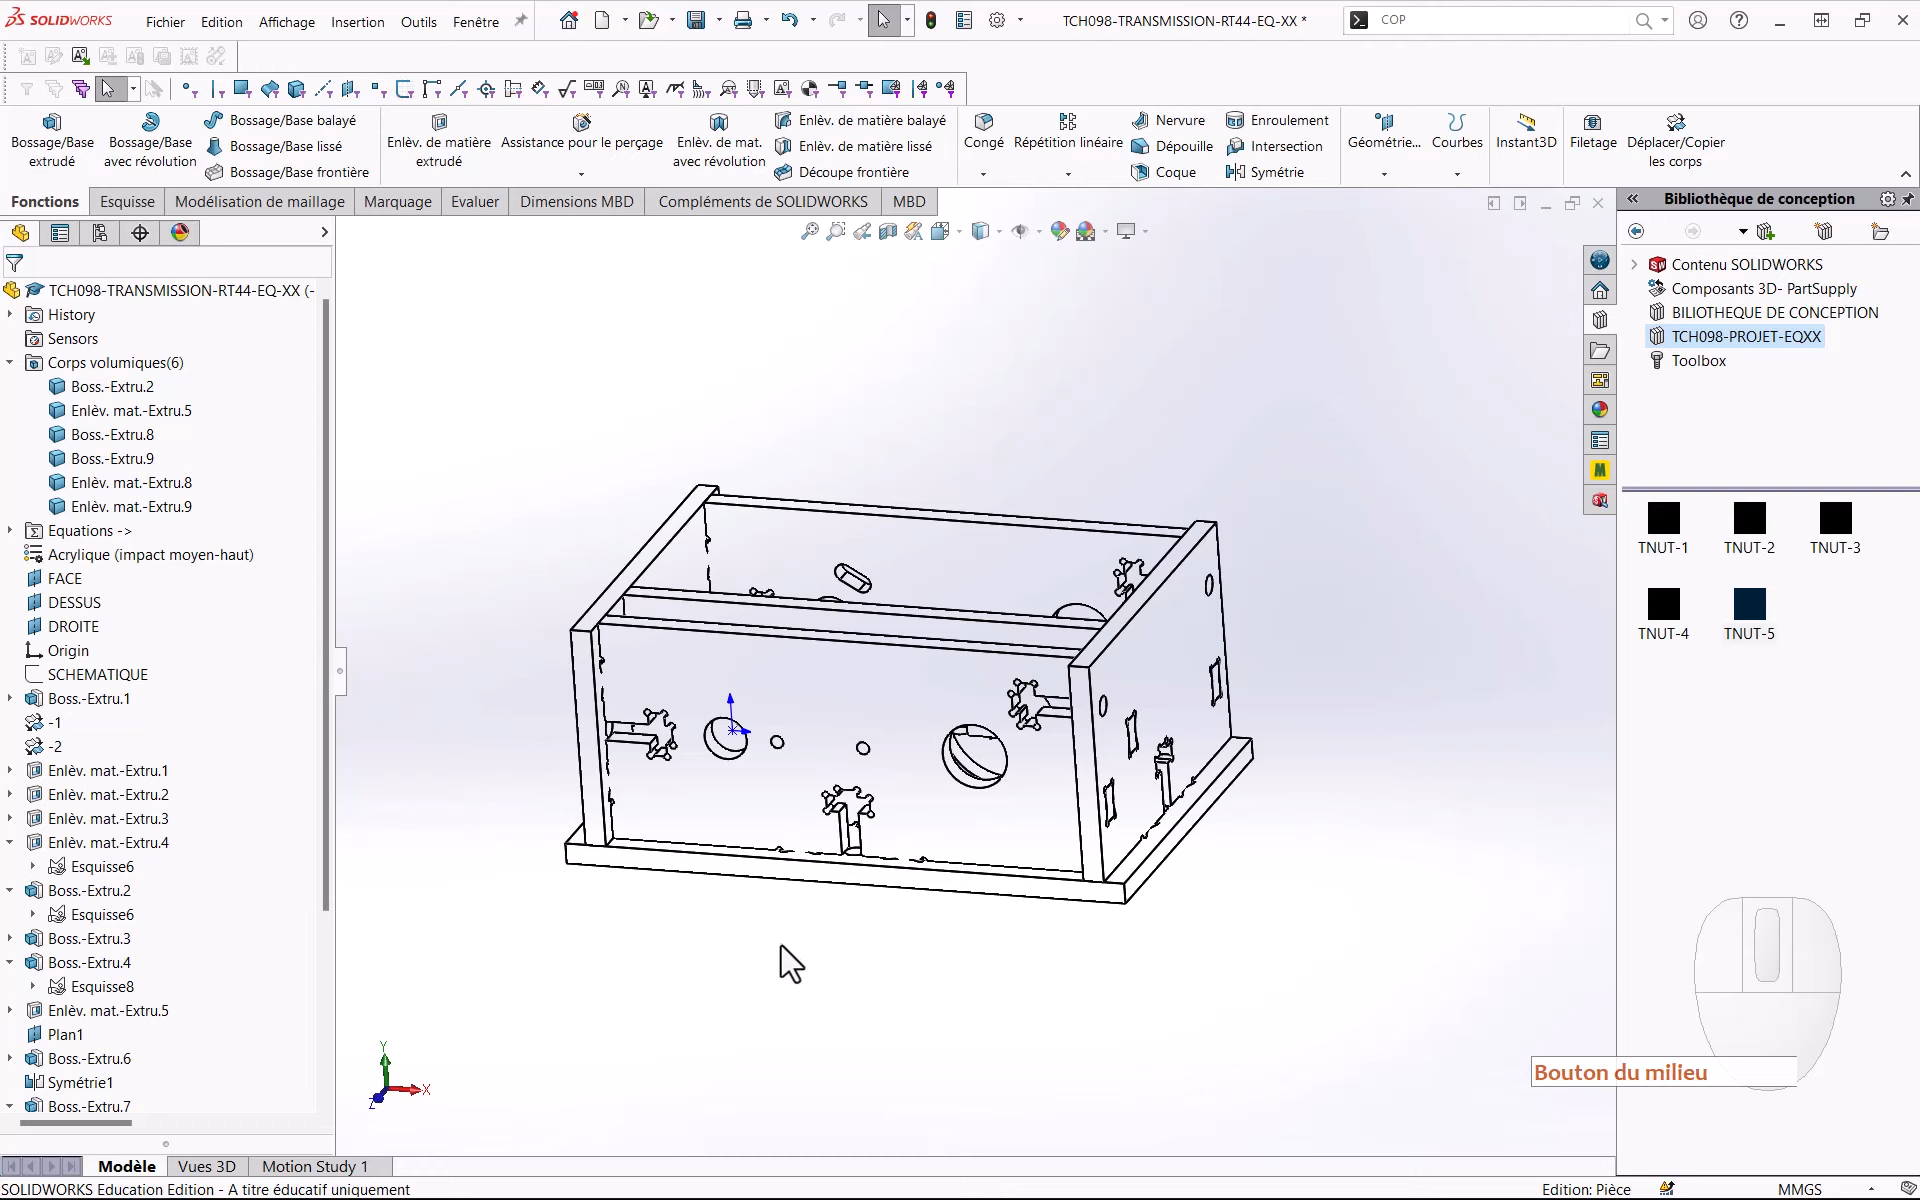 SOLIDWORKS
Fichier Edition Affichage Insertion Outils Fenêtre
TCH098-TRANSMISSION-RT44-EQ-XX *
COP
Bossage/Base extrudé
Bossage/Base avec révolution
Bossage/Base balayé
Bossage/Base lissé
Bossage/Base frontière
Enlèv. de matière extrudé
Assistance pour le perçage
Enlèv. de mat. avec révolution
Enlèv. de matière balayé
Enlèv. de matière lissé
Découpe frontière
Congé
Répétition linéaire
Nervure
Dépouille
Coque
Enroulement
Intersection
Symétrie
Géométrie...
Courbes
Instant3D
Filetage
Déplacer/Copier les corps
Fonctions Esquisse Modélisation de maillage Marquage Evaluer Dimensions MBD Compléments de SOLIDWORKS MBD
TCH098-TRANSMISSION-RT44-EQ-XX (-
History
Sensors
Corps volumiques(6)
Boss.-Extru.2
Enlèv. mat.-Extru.5
Boss.-Extru.8
Boss.-Extru.9
Enlèv. mat.-Extru.8
Enlèv. mat.-Extru.9
Equations ->
Acrylique (impact moyen-haut)
FACE
DESSUS
DROITE
Origin
SCHEMATIQUE
Boss.-Extru.1
-1
-2
Enlèv. mat.-Extru.1
Enlèv. mat.-Extru.2
Enlèv. mat.-Extru.3
Enlèv. mat.-Extru.4
Esquisse6
Boss.-Extru.2
Esquisse6
Boss.-Extru.3
Boss.-Extru.4
Esquisse8
Enlèv. mat.-Extru.5
Plan1
Boss.-Extru.6
Symétrie1
Boss.-Extru.7
Y
X
Z
Bibliothèque de conception
Contenu SOLIDWORKS
Composants 3D- PartSupply
BILIOTHEQUE DE CONCEPTION
TCH098-PROJET-EQXX
Toolbox
TNUT-1 TNUT-2 TNUT-3
TNUT-4 TNUT-5
Bouton du milieu
Modèle Vues 3D Motion Study 1
SOLIDWORKS Education Edition - A titre éducatif uniquement
Edition: Pièce
MMGS